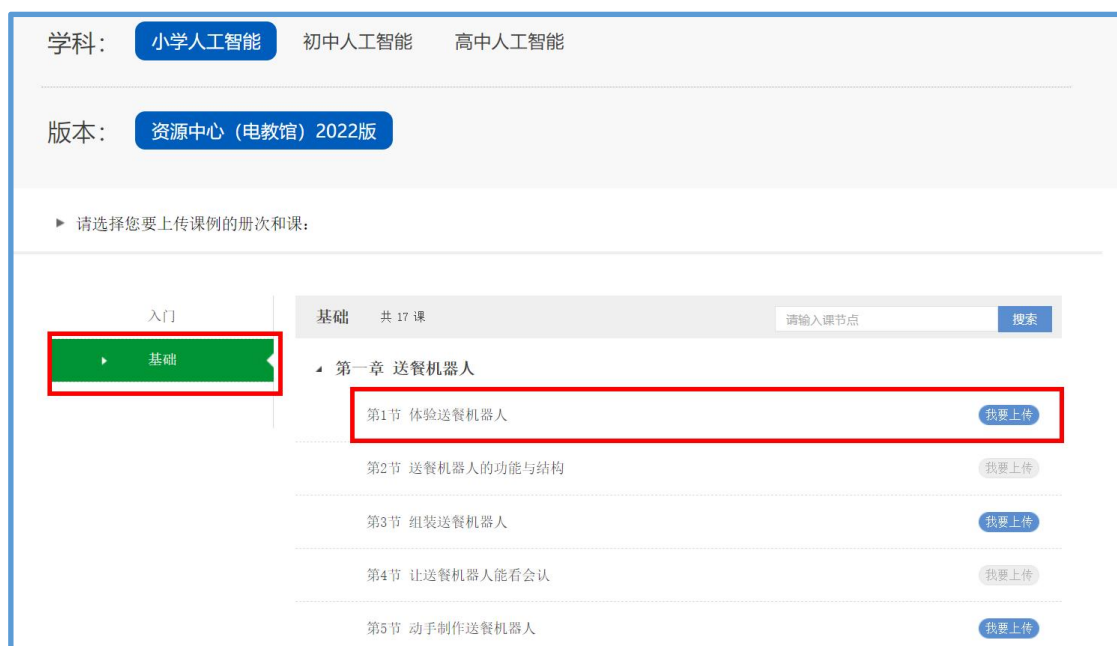 学科： 小学人工智能 初中人工智能 高中人工智能
版本： 资源中心（电教馆）2022版
请选择您要上传课例的册次和课：
入门
基础
基础 共 17 课 请输入课节点 搜索
第一章 送餐机器人
第1节 体验送餐机器人 我要上传
第2节 送餐机器人的功能与结构 我要上传
第3节 组装送餐机器人 我要上传
第4节 让送餐机器人能看会认 我要上传
第5节 动手制作送餐机器人 我要上传